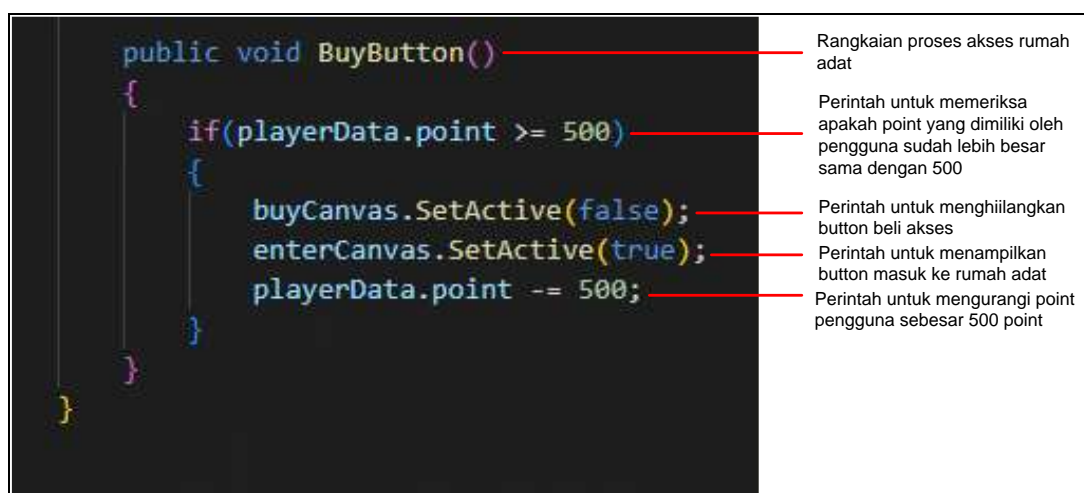 public void BuyButton()
{
if(playerData.point >= 500)
{
buyCanvas.SetActive(false);
enterCanvas.SetActive(true);
playerData.point -= 500;
}
}
}
Rangkaian proses akses rumah
adat
Perintah untuk memeriksa
apakah point yang dimiliki oleh
pengguna sudah lebih besar
sama dengan 500
Perintah untuk menghiilangkan
button beli akses
Perintah untuk menampilkan
button masuk ke rumah adat
Perintah untuk mengurangi point
pengguna sebesar 500 point